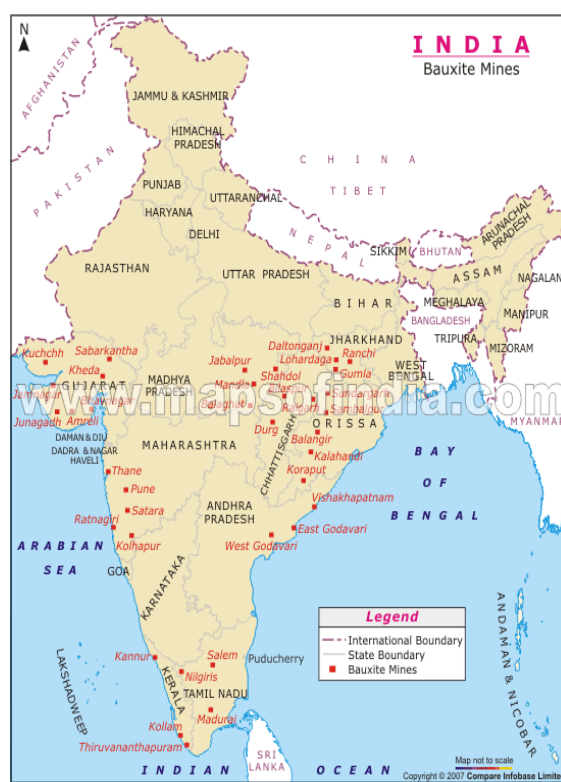 N
INDIA
Bauxite Mines
AFGHANISTAN
JAMMU & KASHMIR
HIMACHAL
PRADESH
CHINA
TIBET
PAKISTAN
PUNJAB
UTTARANCHAL
HARYANA
DELHI
NEPAL
SIKKIM
BHUTAN
ARUNACHAL
PRADESH
RAJASTHAN
UTTAR PRADESH
ASSAM
NAGALAN
BIHAR
MEGHALAYA
BANGLADESH
MANIPUR
TRIPURA
MIZORAM
Kuchchh
Sabarkantha
Kheda
Jamnagar
GUJARAT
Bhavnagar
Junagadh
Amreli
Daltonganj
JHARKHAND
Lohardaga
Ranchi
Gumla
WEST
BENGAL
Jabalpur
Shahdol
Mandla
Bilaspur
MADHYA
PRADESH
Balaghat
Raigarh
Sundargarh
Sambalpur
www.mapsofindia.com
MYANMAR
DAMAN & DIU
DADRA & NAGAR
HAVELI
MAHARASHTRA
Durg
CHHATTISGARH
ORISSA
Balangir
Kalahandi
Koraput
Thane
Pune
Satara
Ratnagiri
Kolhapur
ANDHRA
PRADESH
Vishakhapatnam
East Godavari
West Godavari
BAY
OF
BENGAL
ARABIAN
SEA
GOA
KARNATAKA
Kannur
Salem
Puducherry
Nilgiris
KERALA
TAMIL NADU
Madurai
Kollam
Thiruvananthapuram
LAKSHADWEEP
ANDAMAN & NICOBAR
SRI
LANKA
INDIAN OCEAN
Legend
International Boundary
State Boundary
Bauxite Mines
Map not to scale
Copyright © 2007 Compare Infobase Limite